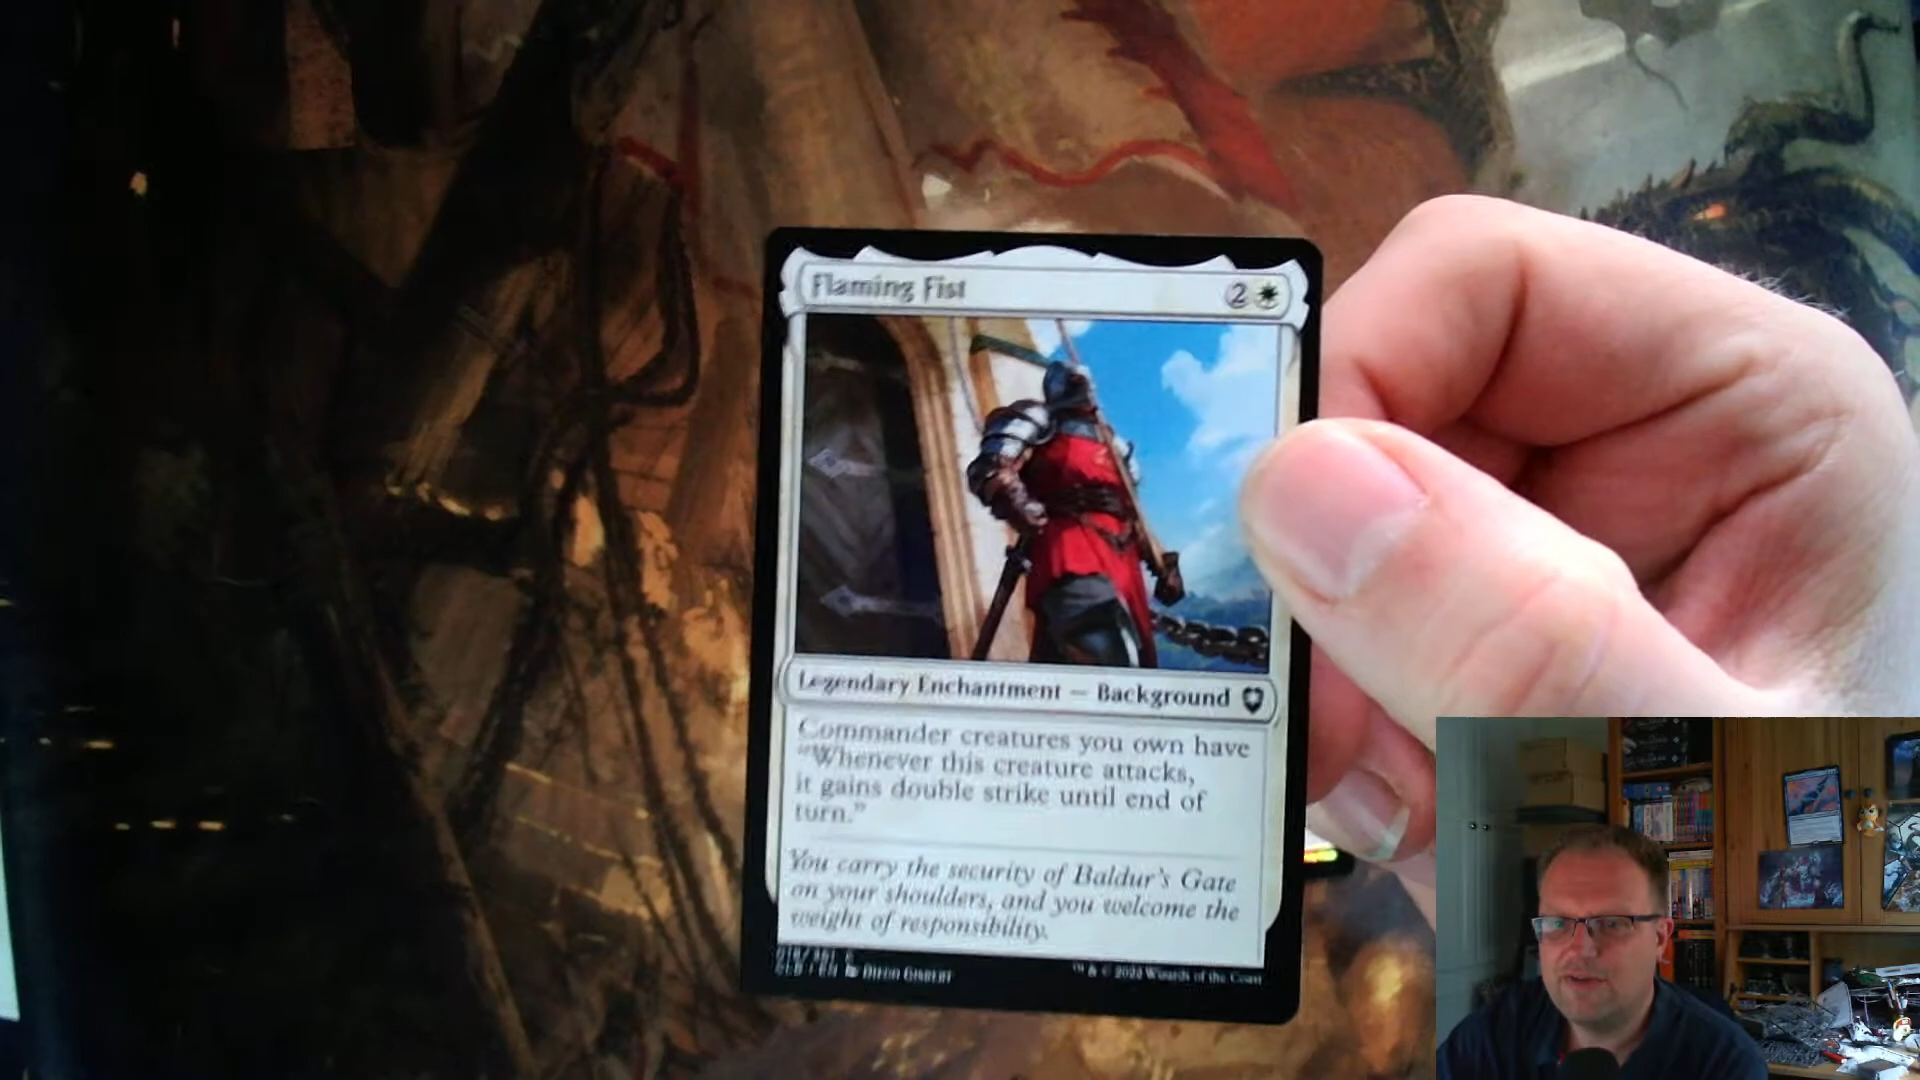 Flaming Fist
2
Legendary Enchantment — Background
Commander creatures you own have
"Whenever this creature attacks,
it gains double strike until end of
turn."
You carry the security of Baldur's Gate
on your shoulders, and you welcome the
weight of responsibility.
CLB • EN
™ & © 2022 Wizards of the Coast